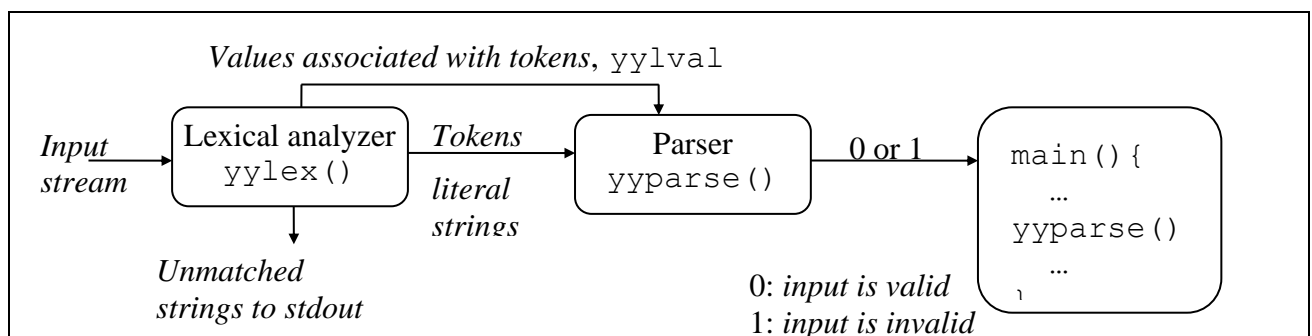 Values associated with tokens, yylval
Input
stream
Lexical analyzer
yylex()
Tokens
literal
strings
Parser
yyparse()
0 or 1
main(){
…
yyparse()
…
}
Unmatched
strings to stdout
0: input is valid
1: input is invalid